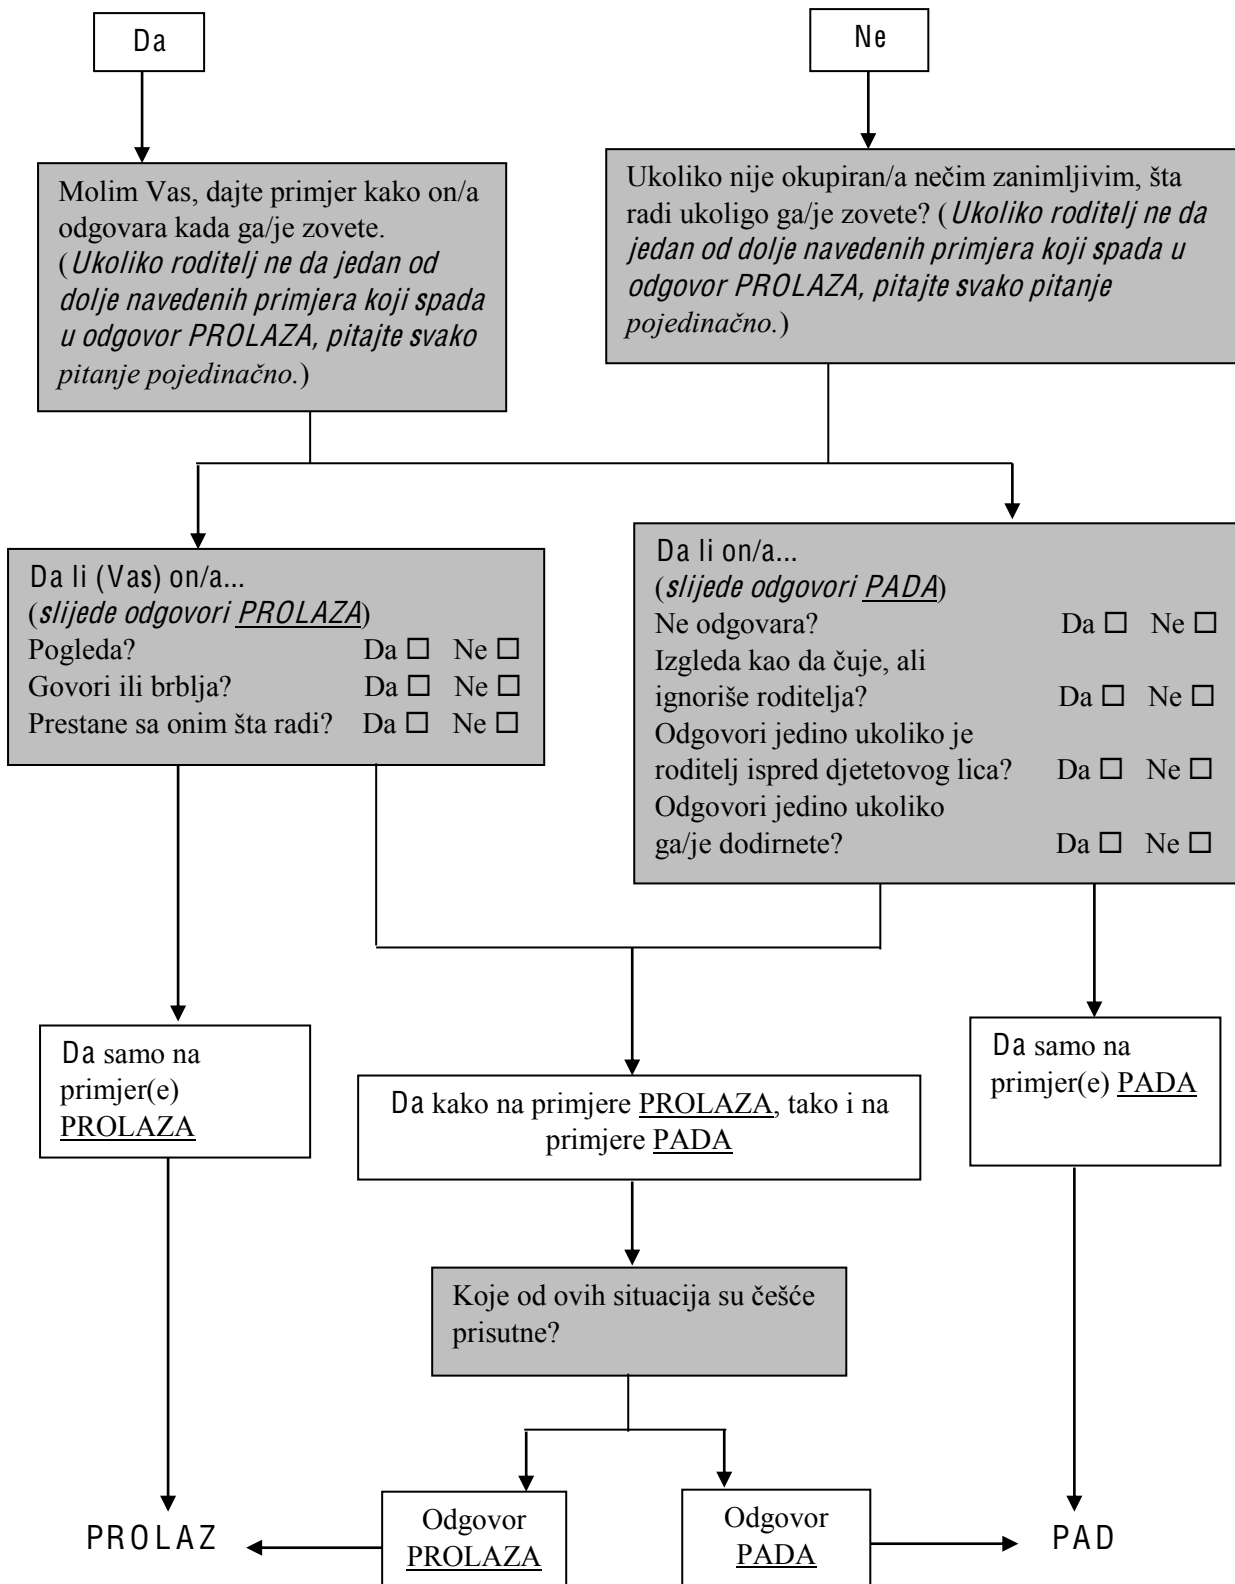 Da
Ne
Molim Vas, dajte primjer kako on/a
odgovara kada ga/je zovete.
(Ukoliko roditelj ne da jedan od
dolje navedenih primjera koji spada
u odgovor PROLAZA, pitajte svako
pitanje pojedinačno.)
Ukoliko nije okupiran/a nečim zanimljivim, šta
radi ukoligo ga/je zovete? (Ukoliko roditelj ne da
jedan od dolje navedenih primjera koji spada u
odgovor PROLAZA, pitajte svako pitanje
pojedinačno.)
Da li (Vas) on/a...
(slijede odgovori PROLAZA)
Pogleda? Da ☐ Ne ☐
Govori ili brblja? Da ☐ Ne ☐
Prestane sa onim šta radi? Da ☐ Ne ☐
Da li on/a...
(slijede odgovori PADA)
Ne odgovara? Da ☐ Ne ☐
Izgleda kao da čuje, ali
ignoriše roditelja? Da ☐ Ne ☐
Odgovori jedino ukoliko je
roditelj ispred djetetovog lica? Da ☐ Ne ☐
Odgovori jedino ukoliko
ga/je dodirnete? Da ☐ Ne ☐
Da samo na
primjer(e)
PROLAZA
Da kako na primjere PROLAZA, tako i na
primjere PADA
Da samo na
primjer(e) PADA
Koje od ovih situacija su češće
prisutne?
PROLAZ
Odgovor
PROLAZA
Odgovor
PADA
PAD